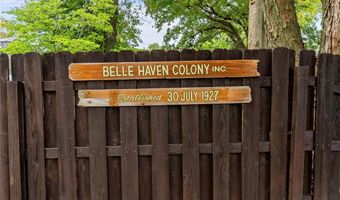 BELLE HAVEN COLONY INC.
Established 30 JULY 1927